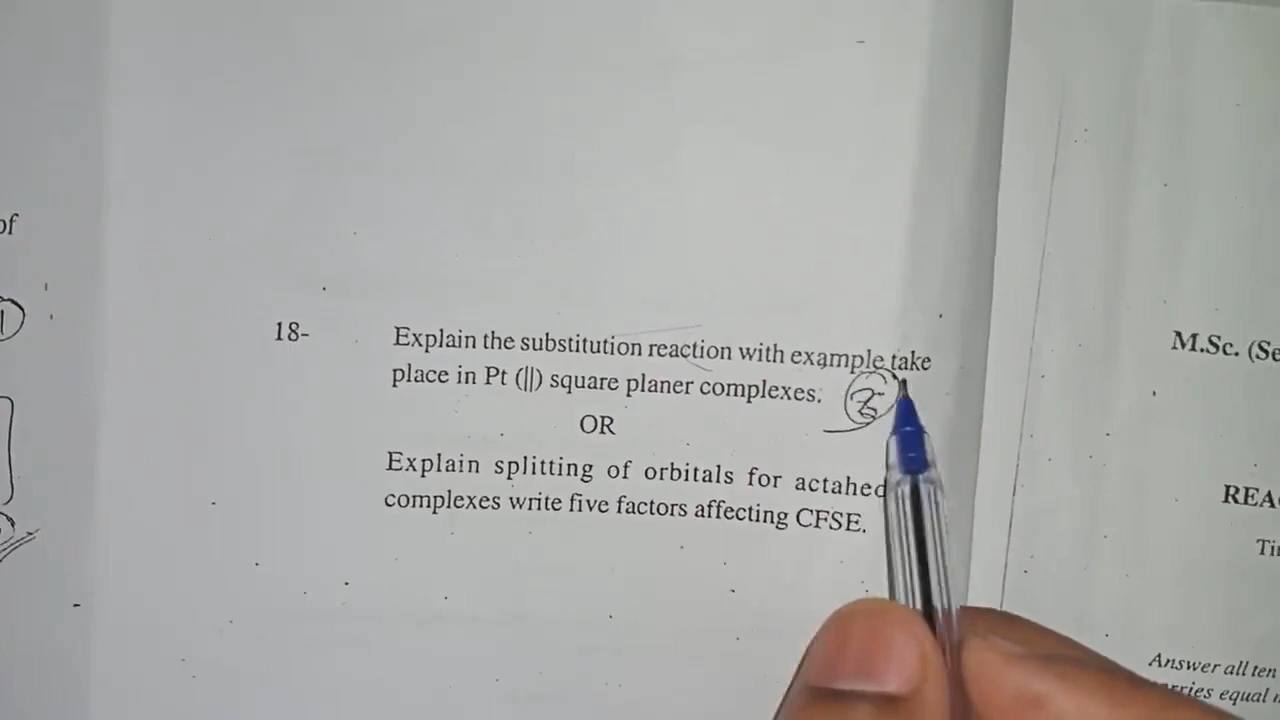 of
1
18-
Explain the substitution reaction with example take
place in Pt (||) square planer complexes.
OR
Explain splitting of orbitals for actahed
complexes write five factors affecting CFSE.
M.Sc. (Se
REA
Ti
Answer all ten
equal